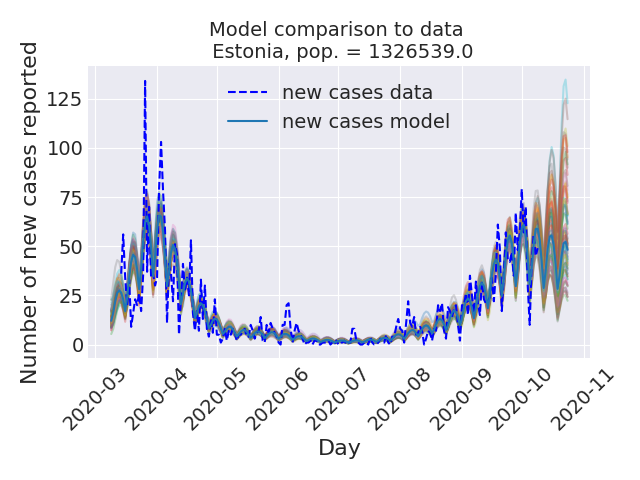 Model comparison to data
Estonia, pop. = 1326539.0
Number of new cases reported
125
100
75
50
25
0
new cases data
new cases model
2020-03
2020-04
2020-05
2020-06
2020-07
2020-08
2020-09
2020-10
2020-11
Day